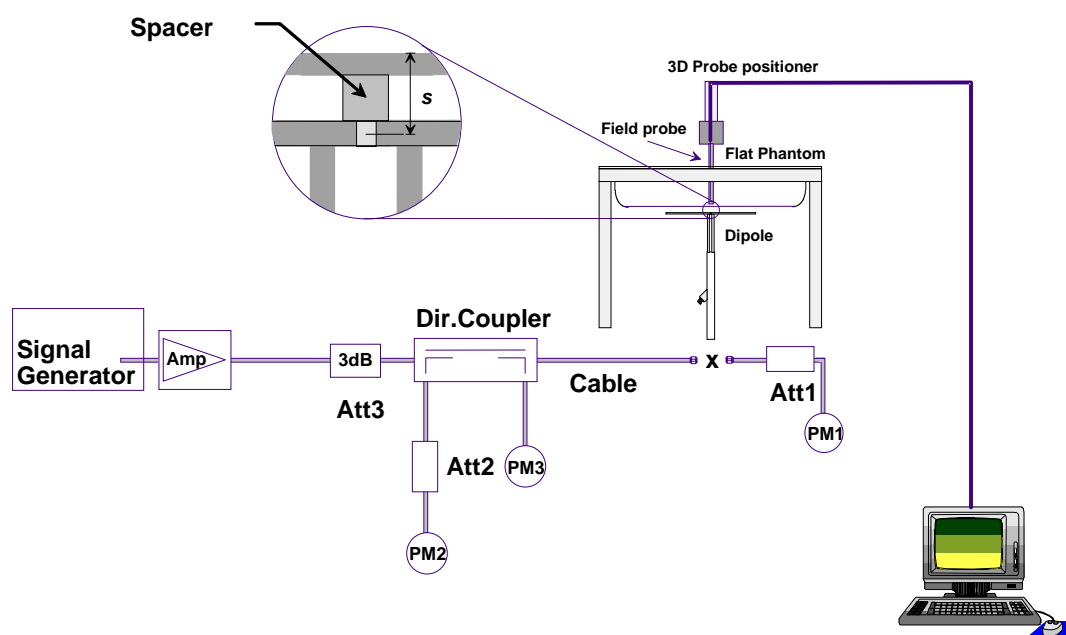 Spacer
s
3D Probe positioner
Field probe
Flat Phantom
Dipole
Dir.Coupler
Signal
Generator
Amp
3dB
Att3
Cable
x
Att1
PM1
Att2
PM3
PM2